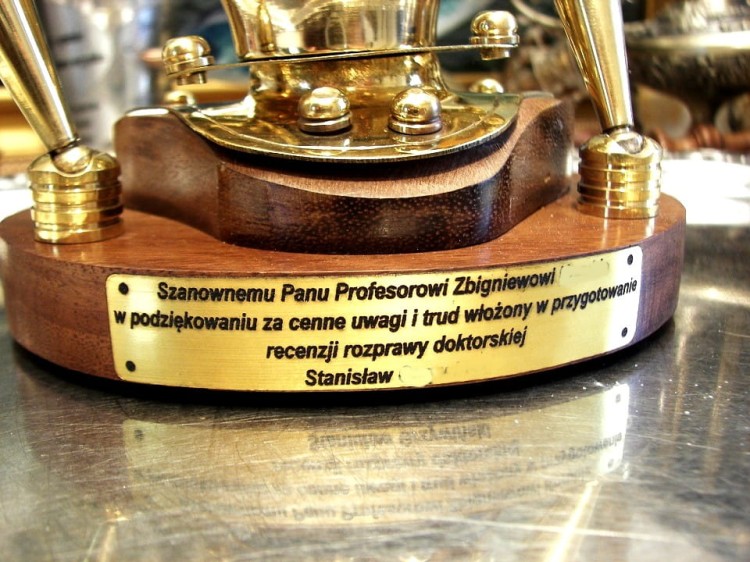 Szanownemu Panu Profesorowi Zbigniewowi
w podziękowaniu za cenne uwagi i trud włożony w przygotowanie
recenzji rozprawy doktorskiej
Stanisław